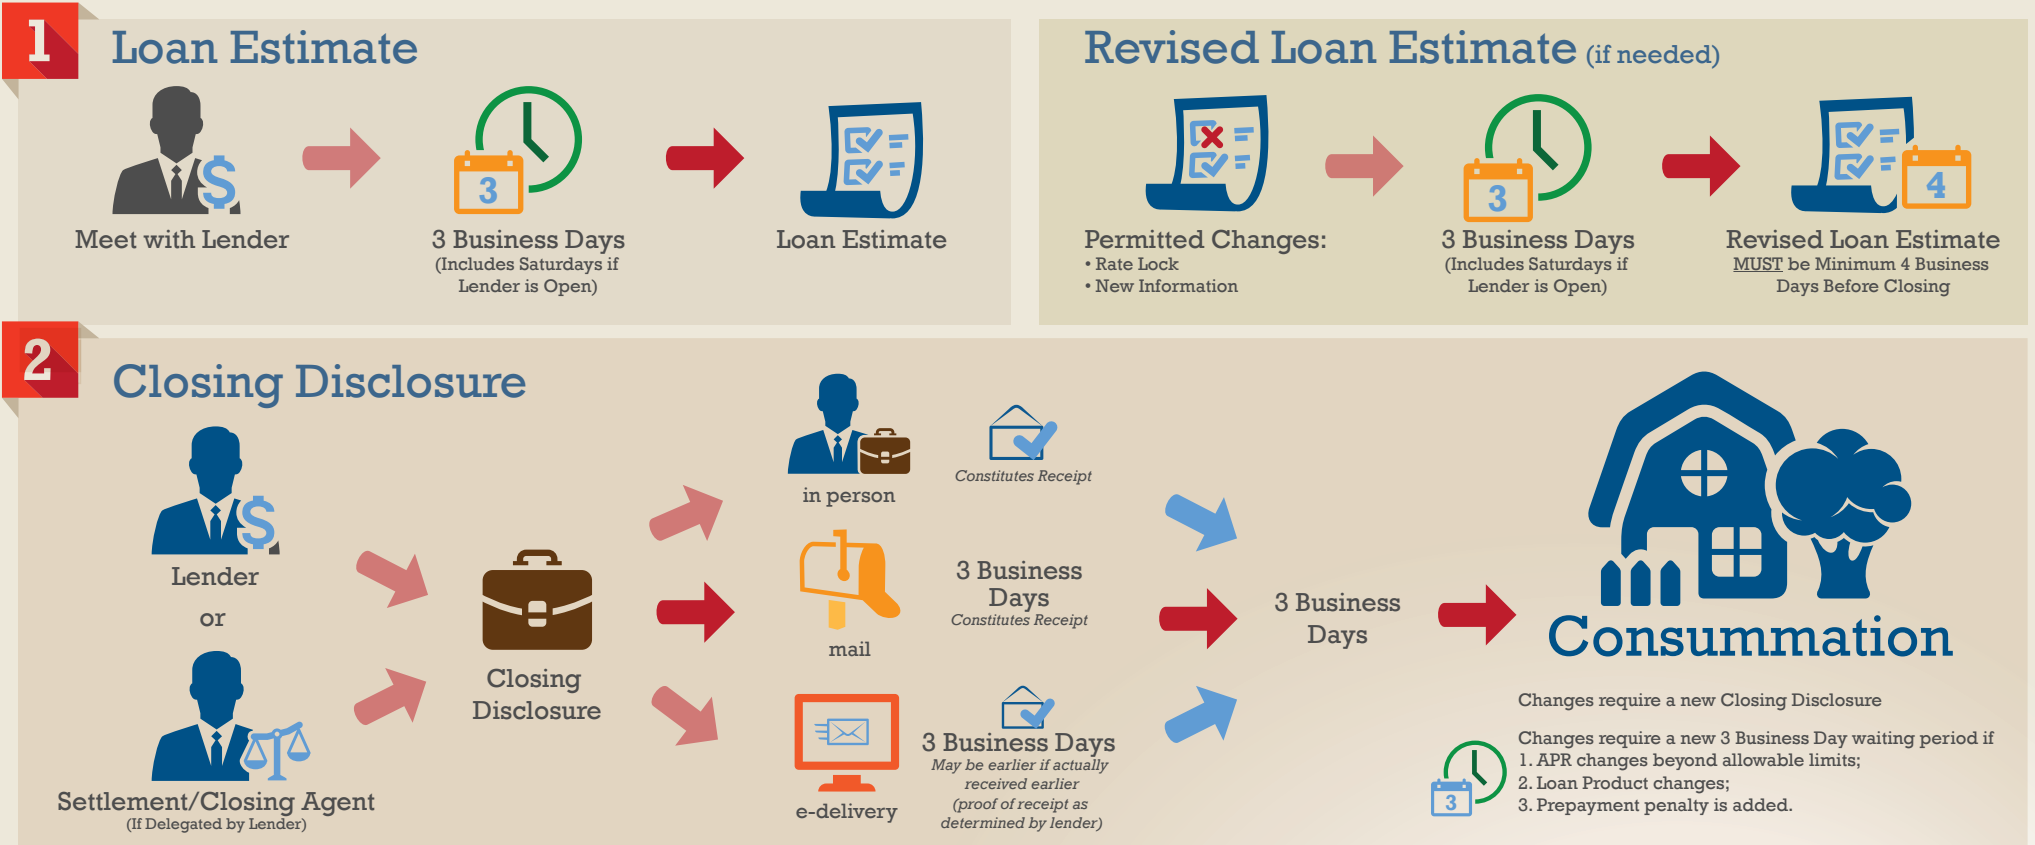 1
Loan Estimate
3
Meet with Lender
3 Business Days
(Includes Saturdays if
Lender is Open)
Loan Estimate
Revised Loan Estimate (if needed)
3
4
Permitted Changes:
• Rate Lock
• New Information
3 Business Days
(Includes Saturdays if
Lender is Open)
Revised Loan Estimate
MUST be Minimum 4 Business
Days Before Closing
2
Closing Disclosure
Lender
or
Settlement/Closing Agent
(If Delegated by Lender)
Closing
Disclosure
in person
Constitutes Receipt
mail
3 Business
Days
Constitutes Receipt
e-delivery
3 Business Days
May be earlier if actually
received earlier
(proof of receipt as
determined by lender)
3 Business
Days
Consummation
Changes require a new Closing Disclosure
3
Changes require a new 3 Business Day waiting period if
1. APR changes beyond allowable limits;
2. Loan Product changes;
3. Prepayment penalty is added.